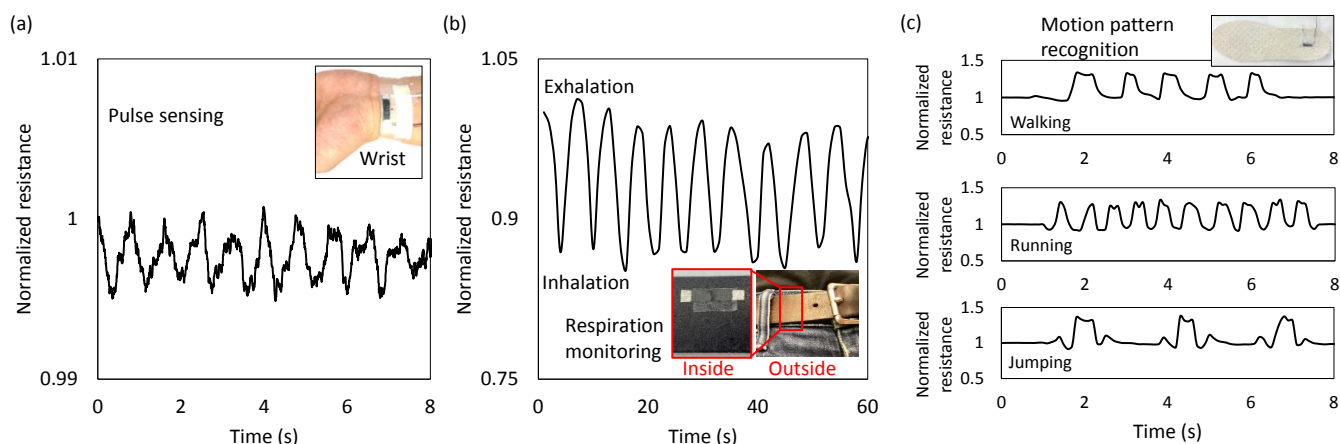 (a)
1.01
1
0.99
Normalized resistance
Pulse sensing
Wrist
0
2
4
6
8
Time (s)
(b)
1.05
0.9
0.75
Normalized resistance
Exhalation
Inhalation
Respiration
monitoring
Inside
Outside
0
20
40
60
Time (s)
(c)
Motion pattern
recognition
Normalized
resistance
1.5
1
0.5
Walking
0
2
4
6
8
Normalized
resistance
1.5
1
0.5
Running
0
2
4
6
8
Normalized
resistance
1.5
1
0.5
Jumping
0
2
4
6
8
Time (s)